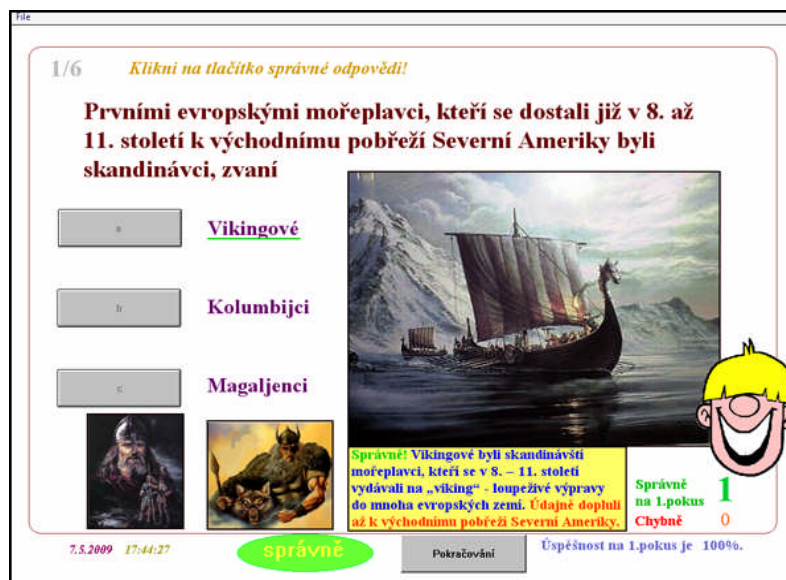 File
1/6 Klikni na tlačítko správné odpovědi!
Prvními evropskými mořeplavci, kteří se dostali již v 8. až
11. století k východnímu pobřeží Severní Ameriky byli
skandinávci, zvaní
a Vikingové
b Kolumbijci
c Magaljenci
Správně! Vikingové byli skandinávští
mořeplavci, kteří se v 8. – 11. století
vydávali na „viking“ - loupeživé výpravy
do mnoha evropských zemí. Údajně dopluli
až k východnímu pobřeží Severní Ameriky.
Správně
na 1.pokus 1
Chybně 0
7.5.2009 17:44:27 správně Pokračování Úspěšnost na 1.pokus je 100%.